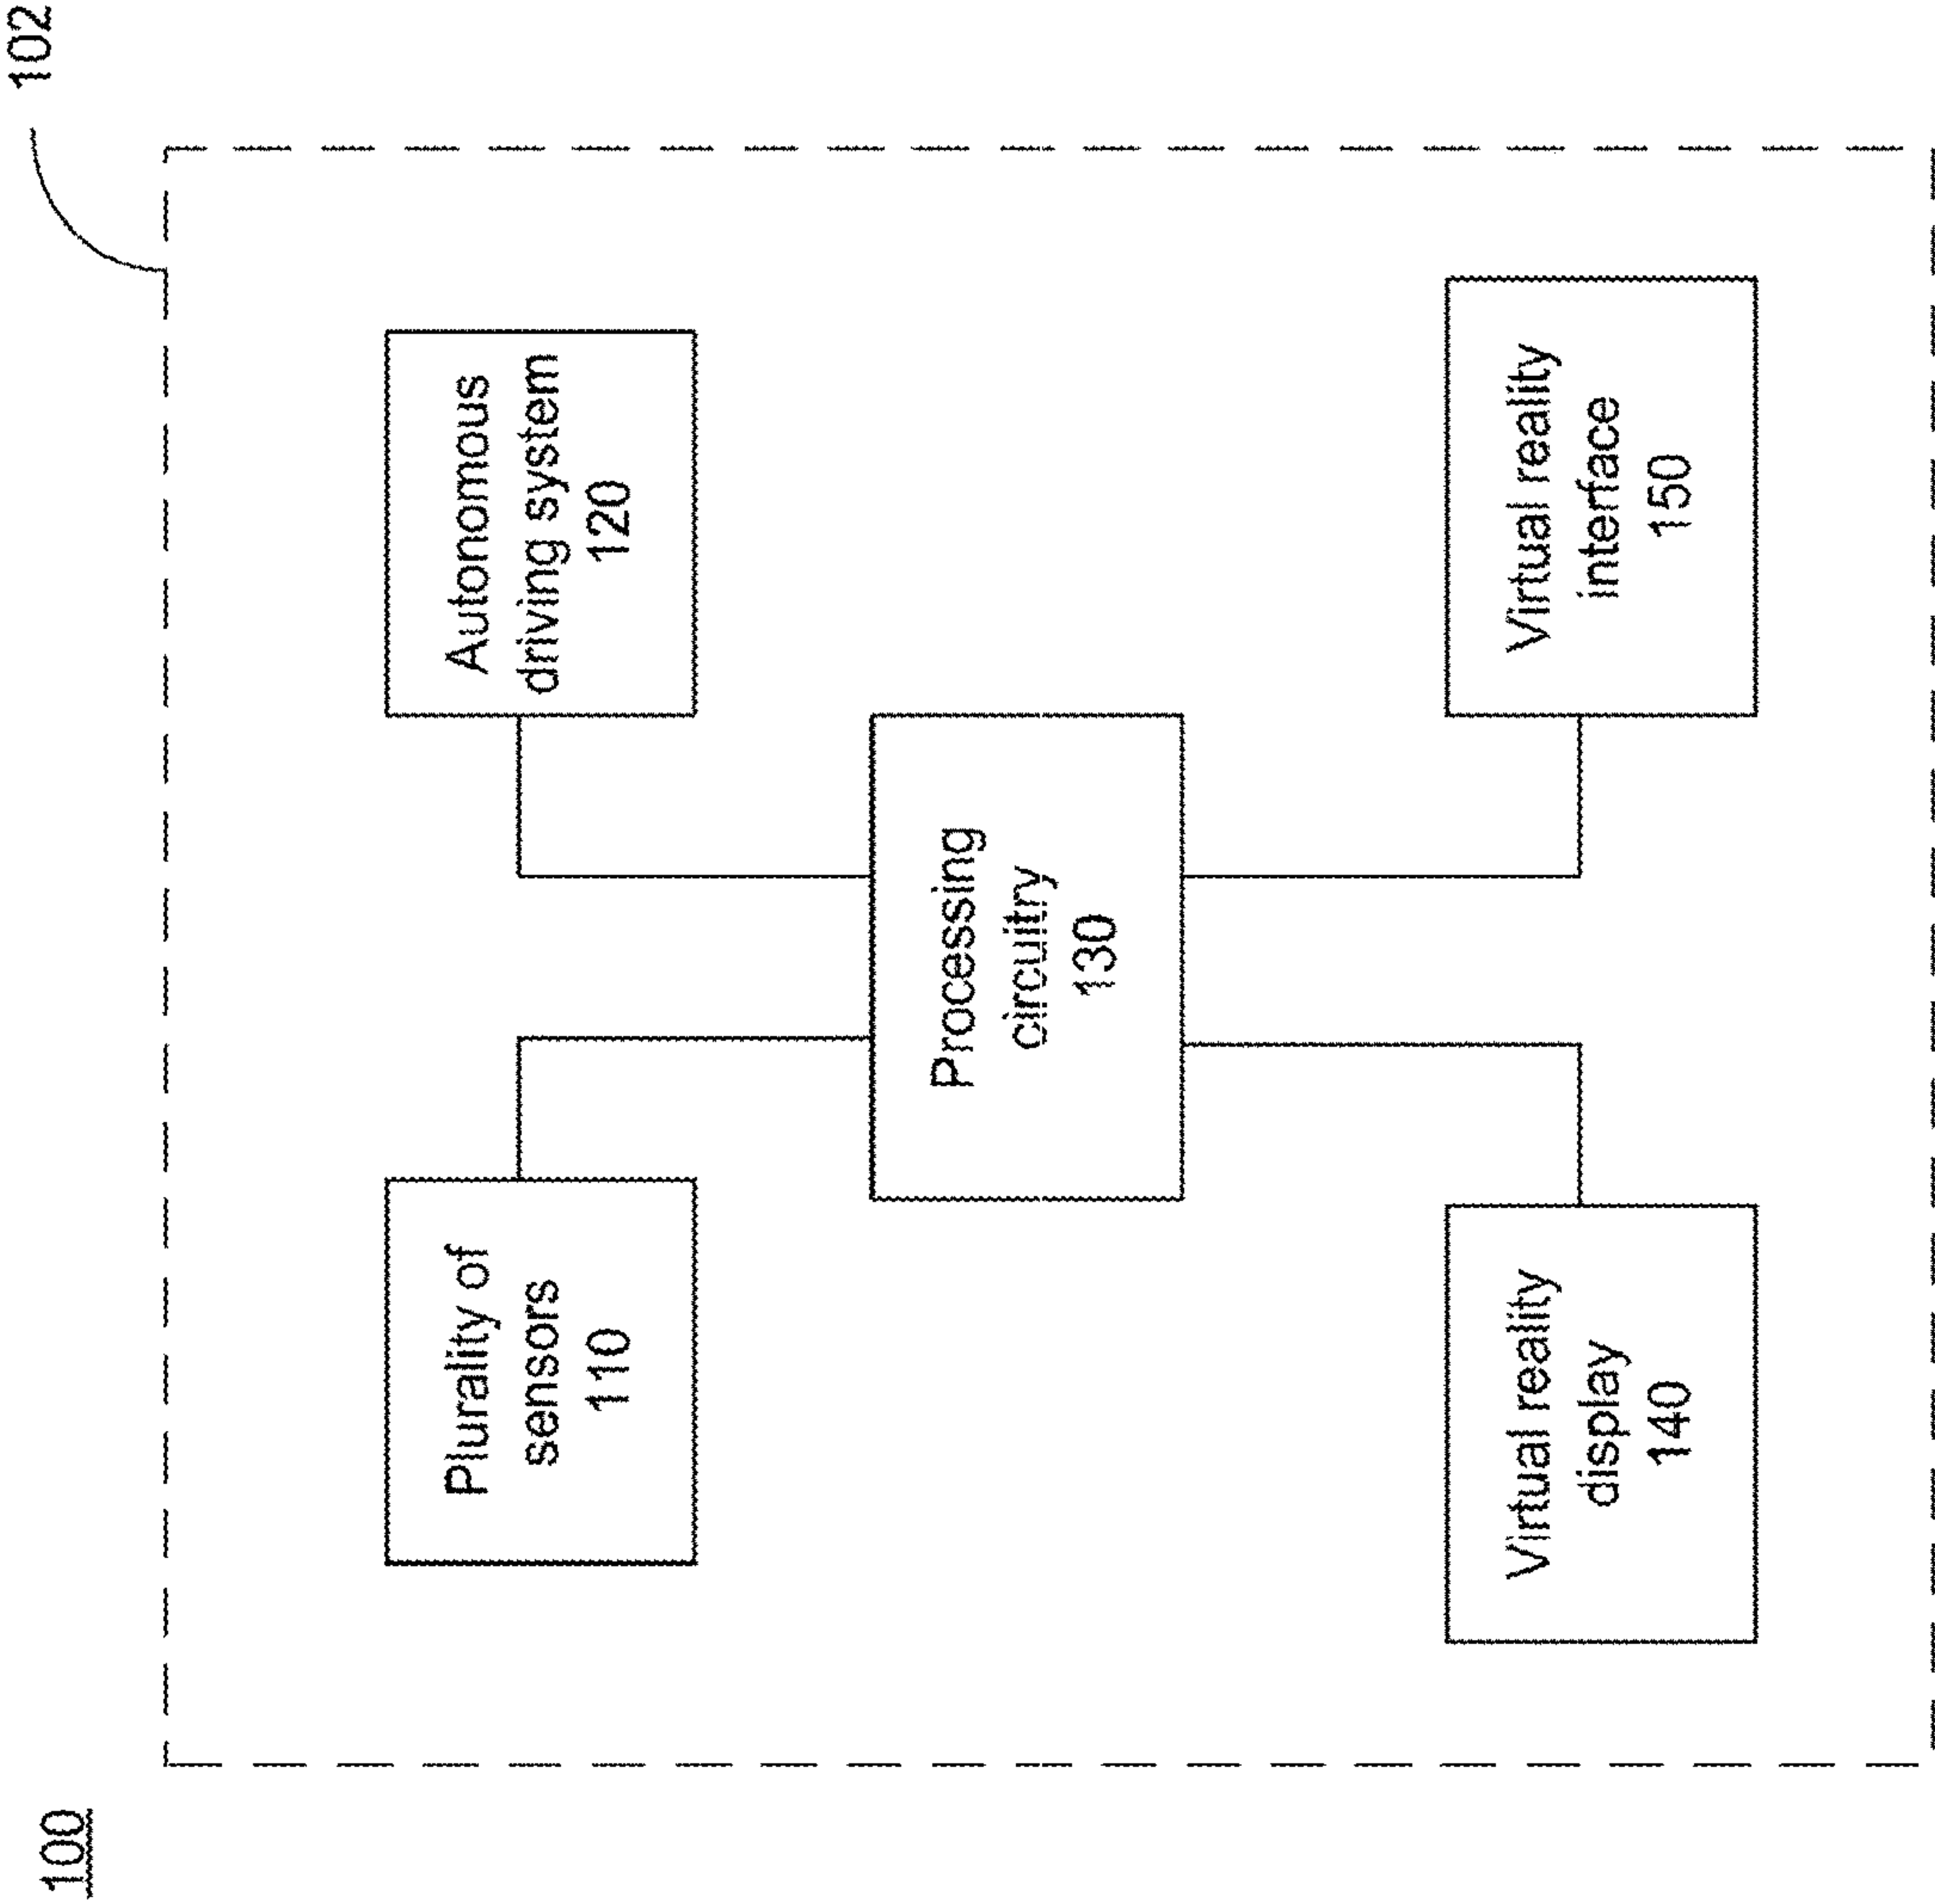 100
102
Plurality of
sensors
110
Autonomous
driving system
120
Processing
circuitry
130
Virtual reality
display
140
Virtual reality
interface
150